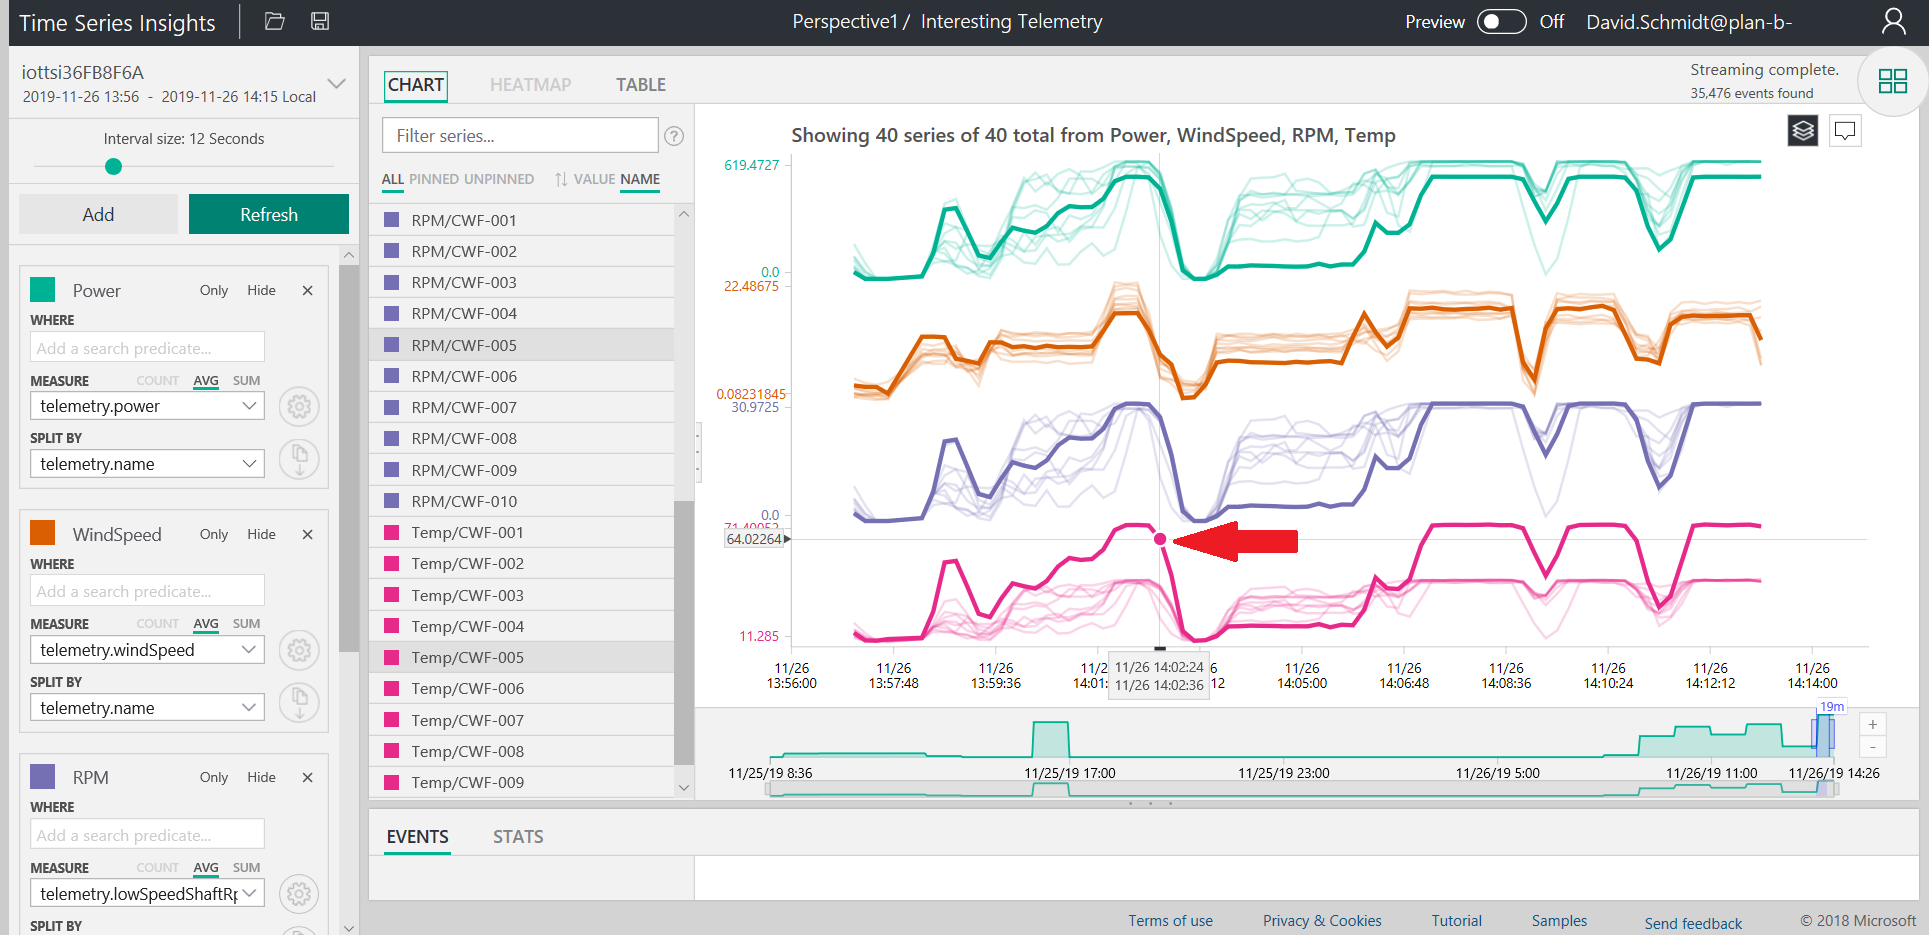 Time Series Insights
Perspective1 / Interesting Telemetry
Preview Off David.Schmidt@plan-b-
iottsi36FB8F6A
2019-11-26 13:56 - 2019-11-26 14:15 Local
Interval size: 12 Seconds
Add Refresh
Power Only Hide ×
WHERE
Add a search predicate...
MEASURE COUNT AVG SUM
telemetry.power
SPLIT BY
telemetry.name
WindSpeed Only Hide ×
WHERE
Add a search predicate...
MEASURE COUNT AVG SUM
telemetry.windSpeed
SPLIT BY
telemetry.name
RPM Only Hide ×
WHERE
Add a search predicate...
MEASURE COUNT AVG SUM
telemetry.lowSpeedShaftRp
SPLIT BY
CHART HEATMAP TABLE
Streaming complete.
35,476 events found
Filter series... ?
ALL PINNED UNPINNED VALUE NAME
RPM/CWF-001
RPM/CWF-002
RPM/CWF-003
RPM/CWF-004
RPM/CWF-005
RPM/CWF-006
RPM/CWF-007
RPM/CWF-008
RPM/CWF-009
RPM/CWF-010
Temp/CWF-001
Temp/CWF-002
Temp/CWF-003
Temp/CWF-004
Temp/CWF-005
Temp/CWF-006
Temp/CWF-007
Temp/CWF-008
Temp/CWF-009
Showing 40 series of 40 total from Power, WindSpeed, RPM, Temp
619.4727
0.0
22.48675
0.08231845
30.9725
0.0
64.02264
11.285
11/26 11/26 11/26 11/26 11/26 11/26 11/26 11/26 11/26
13:56:00 13:57:48 13:59:36 14:05:00 14:06:48 14:08:36 14:10:24 14:12:12 14:14:00
11/26 14:02:24
11/26 14:02:36
19m
+
-
11/25/19 8:36 11/25/19 17:00 11/25/19 23:00 11/26/19 5:00 11/26/19 11:00 11/26/19 14:26
EVENTS STATS
Terms of use Privacy & Cookies Tutorial Samples Send feedback © 2018 Microsoft